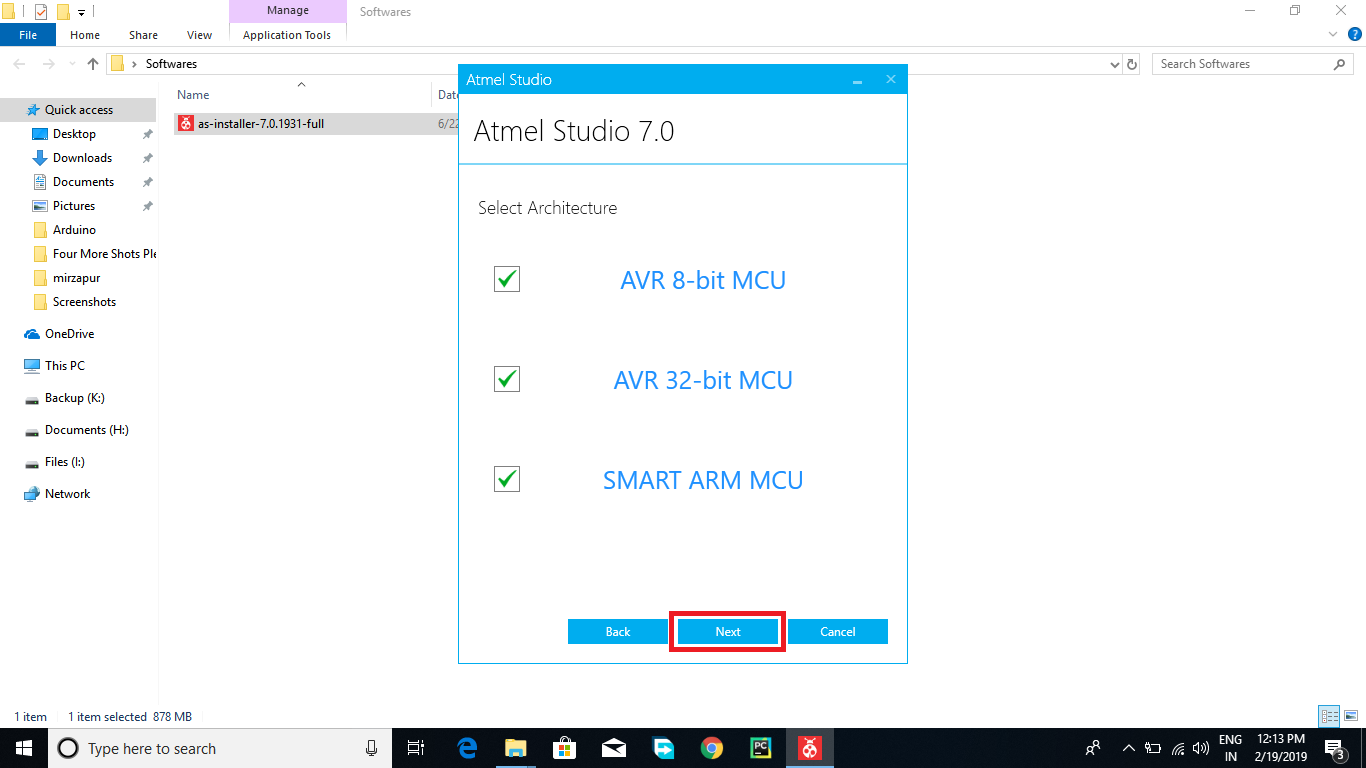 Manage
Softwares
File
Home
Share
View
Application Tools
Softwares
Search Softwares
Name
Date
as-installer-7.0.1931-full
6/22
Quick access
Desktop
Downloads
Documents
Pictures
Arduino
Four More Shots Ple
mirzapur
Screenshots
OneDrive
This PC
Backup (K:)
Documents (H:)
Files (I:)
Network
Atmel Studio
Atmel Studio 7.0
Select Architecture
AVR 8-bit MCU
AVR 32-bit MCU
SMART ARM MCU
Back
Next
Cancel
1 item
1 item selected 878 MB
Type here to search
PC
ENG
IN
12:13 PM
2/19/2019
3